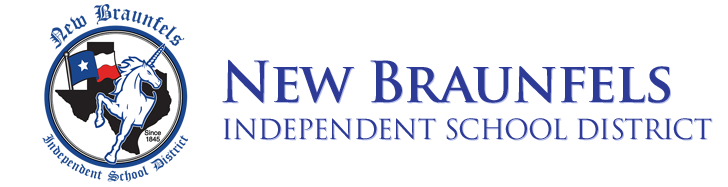 New Braunfels
Since
1845
Independent School District
NEW BRAUNFELS
INDEPENDENT SCHOOL DISTRICT